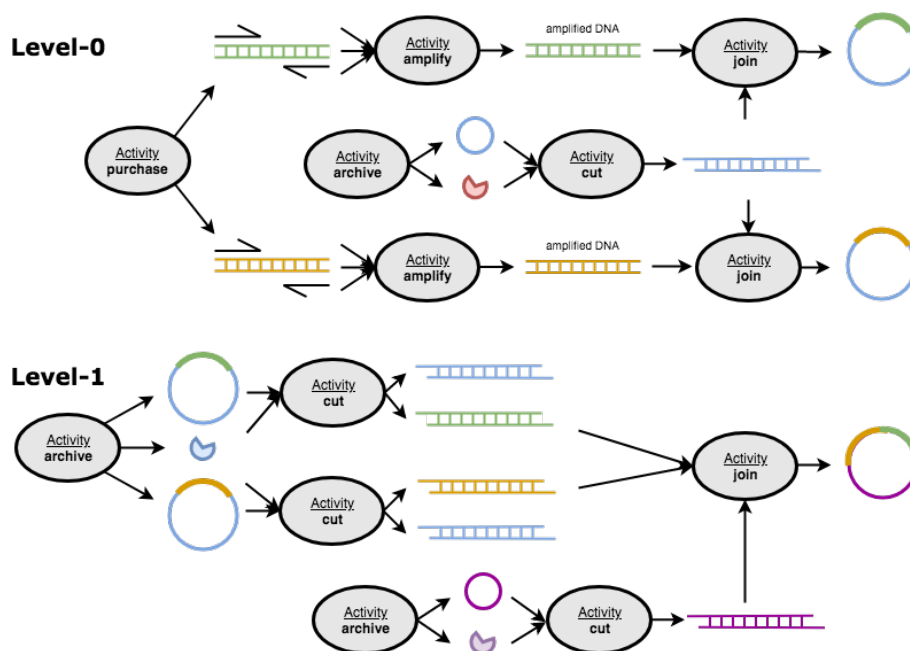 Level-0
Activity
amplify
amplified DNA
Activity
join
Activity
purchase
Activity
archive
Activity
cut
Activity
amplify
amplified DNA
Activity
join
Level-1
Activity
cut
Activity
archive
Activity
join
Activity
cut
Activity
archive
Activity
cut